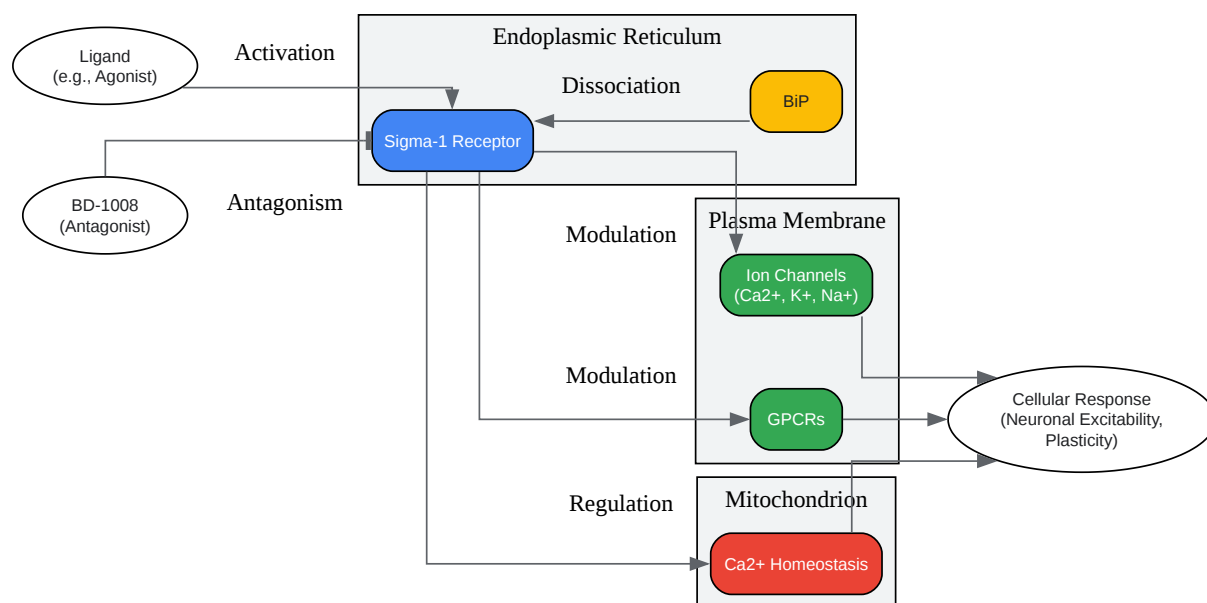 Endoplasmic Reticulum
Ligand
(e.g., Agonist)
Activation
Dissociation
BiP
Sigma-1 Receptor
BD-1008
(Antagonist)
Antagonism
Modulation
Plasma Membrane
Ion Channels
(Ca2+, K+, Na+)
Modulation
GPCRs
Cellular Response
(Neuronal Excitability,
Plasticity)
Regulation
Mitochondrion
Ca2+ Homeostasis